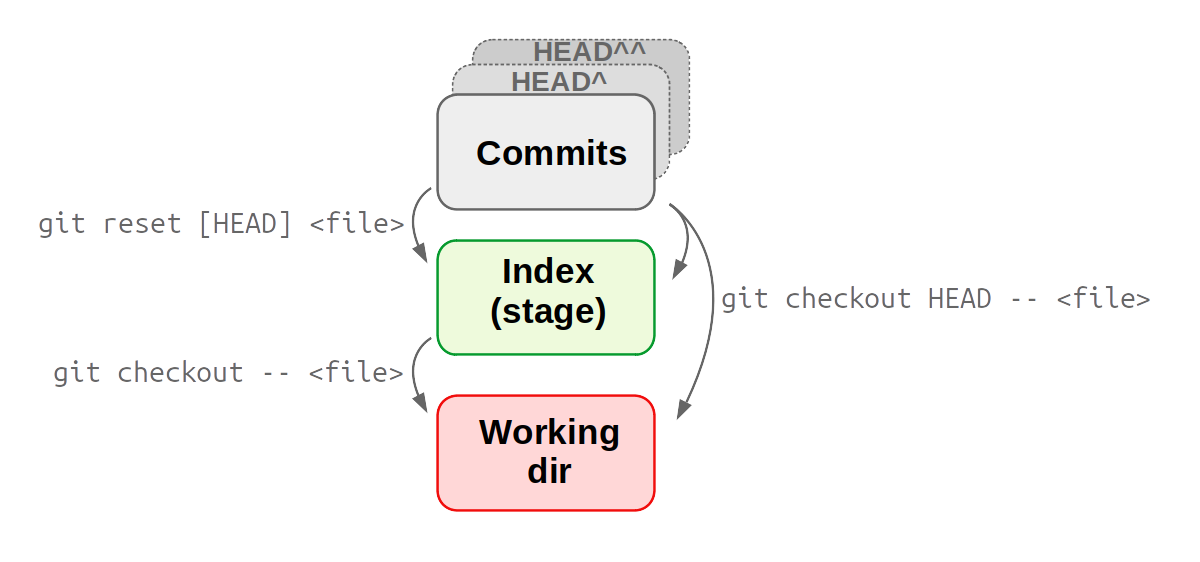 HEAD^^
HEAD^
Commits
git reset [HEAD] <file>
Index
(stage)
git checkout HEAD -- <file>
git checkout -- <file>
Working
dir